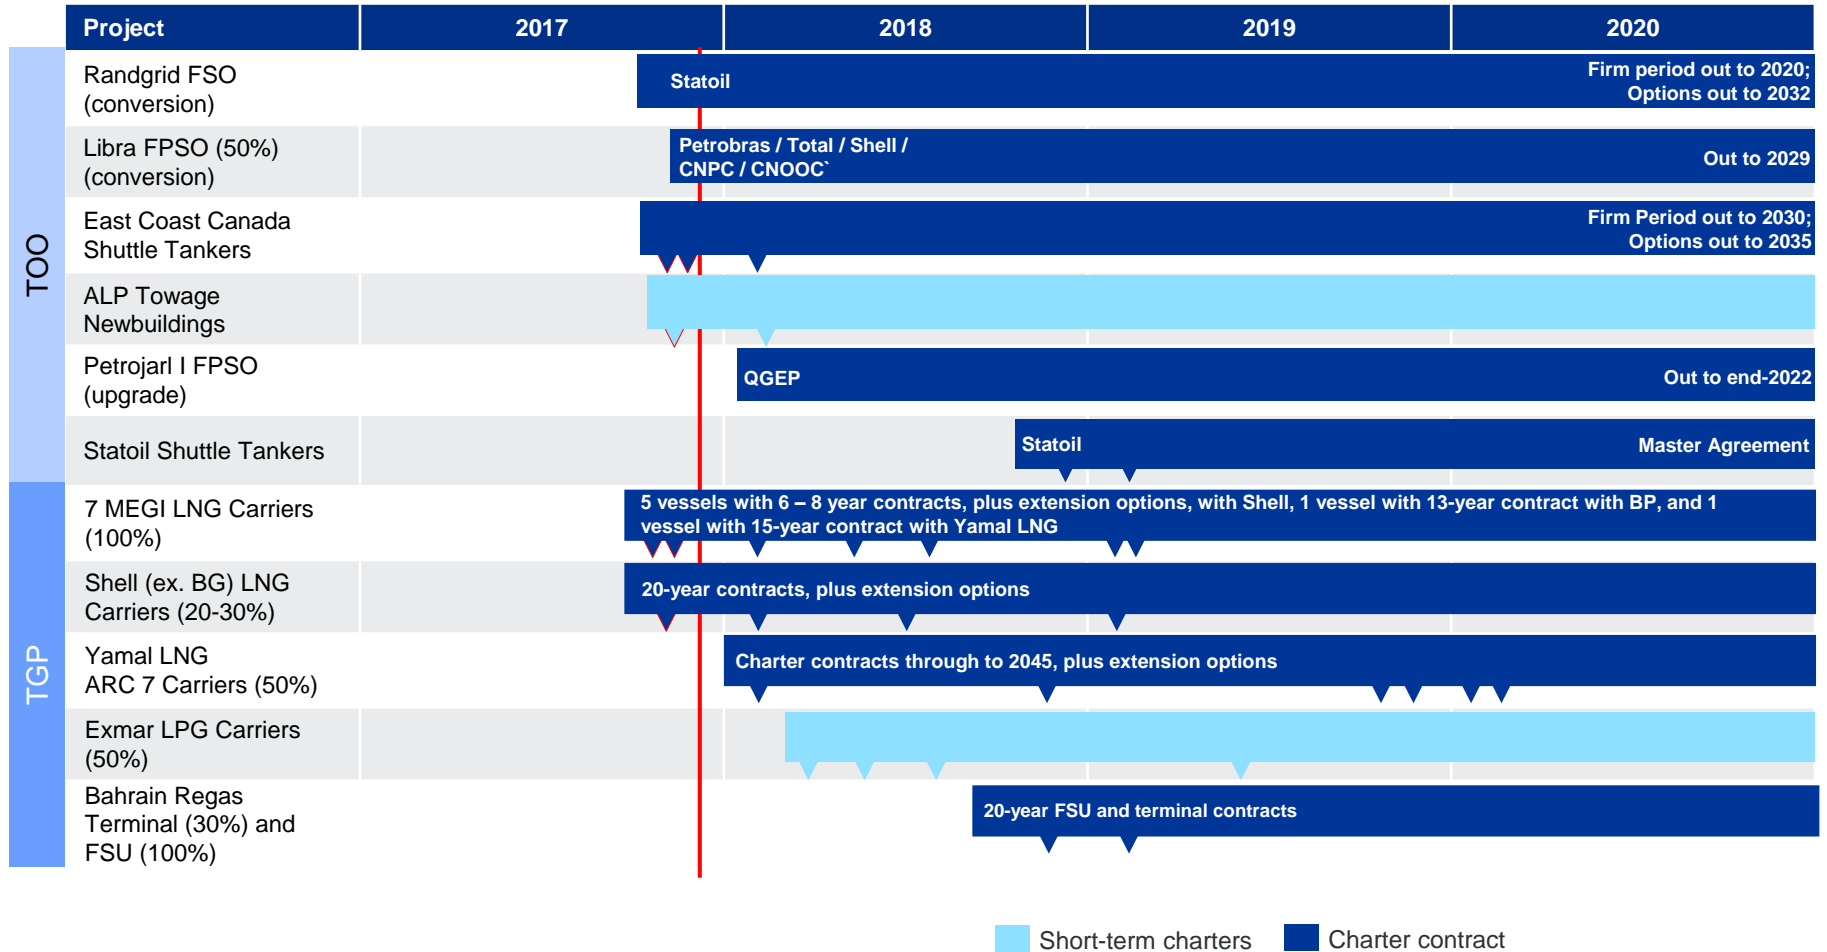 Project 2017 2018 2019 2020
TOO
Randgrid FSO
(conversion)
Statoil
Firm period out to 2020;
Options out to 2032
Libra FPSO (50%)
(conversion)
Petrobras / Total / Shell /
CNPC / CNOOC`
Out to 2029
East Coast Canada
Shuttle Tankers
Firm Period out to 2030;
Options out to 2035
ALP Towage
Newbuildings
Petrojarl I FPSO
(upgrade)
QGEP
Out to end-2022
Statoil Shuttle Tankers
Statoil
Master Agreement
TGP
7 MEGI LNG Carriers
(100%)
5 vessels with 6 – 8 year contracts, plus extension options, with Shell, 1 vessel with 13-year contract with BP, and 1
vessel with 15-year contract with Yamal LNG
Shell (ex. BG) LNG
Carriers (20-30%)
20-year contracts, plus extension options
Yamal LNG
ARC 7 Carriers (50%)
Charter contracts through to 2045, plus extension options
Exmar LPG Carriers
(50%)
Bahrain Regas
Terminal (30%) and
FSU (100%)
20-year FSU and terminal contracts
Short-term charters
Charter contract